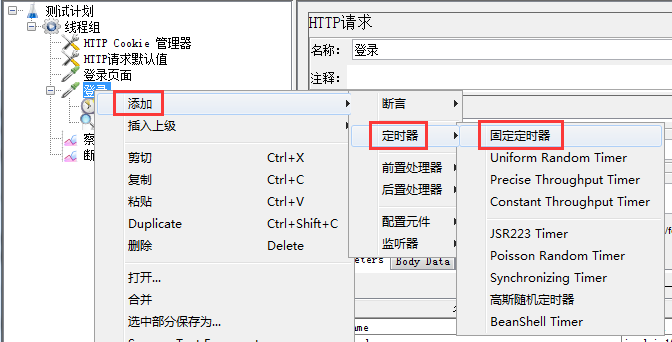 测试计划
线程组
HTTP Cookie 管理器
HTTP请求默认值
登录页面
登录
察
断
HTTP请求
名称: 登录
注释:
添加
插入上级
剪切 Ctrl+X
复制 Ctrl+C
粘贴 Ctrl+V
Duplicate Ctrl+Shift+C
删除 Delete
打开...
合并
选中部分保存为...
断言
定时器
前置处理器
后置处理器
配置元件
监听器
固定定时器
Uniform Random Timer
Precise Throughput Timer
Constant Throughput Timer
JSR223 Timer
Poisson Random Timer
Synchronizing Timer
高斯随机定时器
BeanShell Timer
meters Body Data
ame